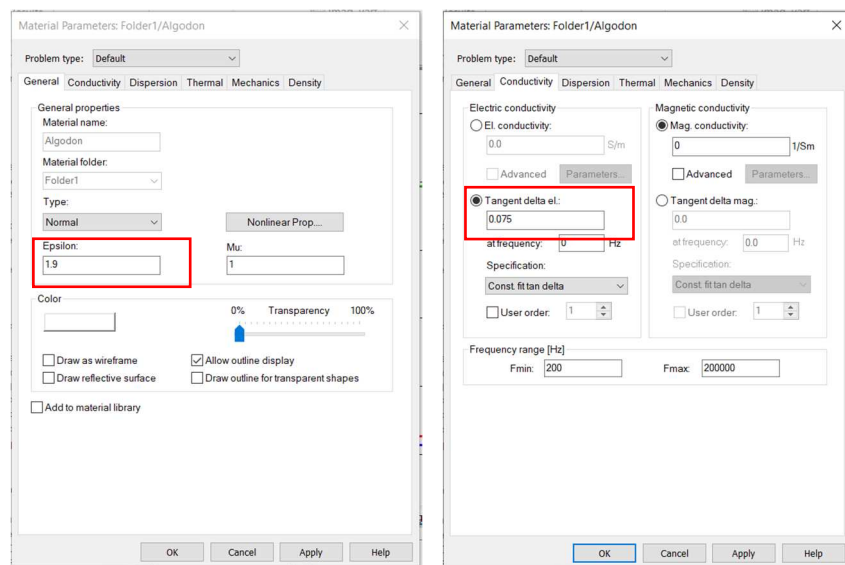 Material Parameters: Folder1/Algodon
Problem type: Default
General Conductivity Dispersion Thermal Mechanics Density
General properties
Material name:
Algodon
Material folder:
Folder1
Type:
Normal Nonlinear Prop...
Epsilon: Mu:
1.9 1
Color
0% Transparency 100%
Draw as wireframe Allow outline display
Draw reflective surface Draw outline for transparent shapes
Add to material library
OK Cancel Apply Help
Material Parameters: Folder1/Algodon
Problem type: Default
General Conductivity Dispersion Thermal Mechanics Density
Electric conductivity Magnetic conductivity
El. conductivity: Mag. conductivity:
0.0 S/m 0 1/Sm
Advanced Parameters... Advanced Parameters...
Tangent delta el.: Tangent delta mag.:
0.075 0.0
at frequency: 0 Hz at frequency: 0.0 Hz
Specification: Specification:
Const. fit tan delta Const. fit tan delta
User order: 1 User order: 1
Frequency range [Hz]
Fmin: 200 Fmax: 200000
OK Cancel Apply Help